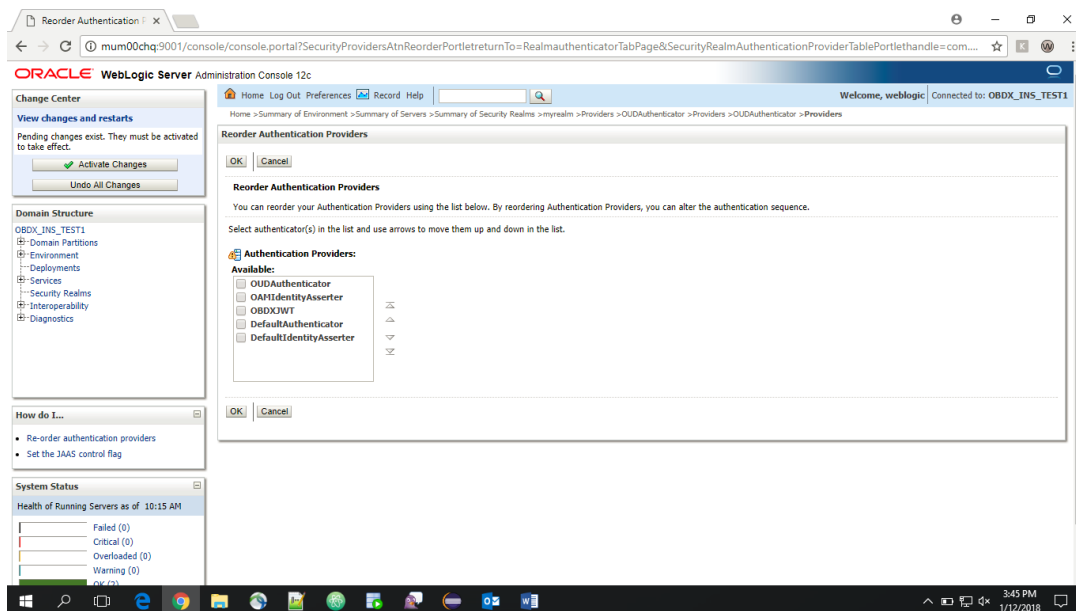 Reorder Authentication P
mum00chq:9001/console/console.portal?SecurityProvidersAtnReorderPortletreturnTo=RealmauthenticatorTabPage&SecurityRealmAuthenticationProviderTablePortlethandle=com....
ORACLE WebLogic Server Administration Console 12c
Change Center
View changes and restarts
Pending changes exist. They must be activated
to take effect.
Activate Changes
Undo All Changes
Domain Structure
OBDX_INS_TEST1
Domain Partitions
Environment
Deployments
Services
Security Realms
Interoperability
Diagnostics
How do I...
Re-order authentication providers
Set the JAAS control flag
System Status
Health of Running Servers as of 10:15 AM
Failed (0)
Critical (0)
Overloaded (0)
Warning (0)
OK (2)
Home Log Out Preferences Record Help
Welcome, weblogic Connected to: OBDX_INS_TEST1
Home >Summary of Environment >Summary of Servers >Summary of Security Realms >myrealm >Providers >OUDAuthenticator >Providers >OUDAuthenticator >Providers
Reorder Authentication Providers
OK Cancel
Reorder Authentication Providers
You can reorder your Authentication Providers using the list below. By reordering Authentication Providers, you can alter the authentication sequence.
Select authenticator(s) in the list and use arrows to move them up and down in the list.
Authentication Providers:
Available:
OUDAuthenticator
OAMIdentityAsserter
OBDXJWT
DefaultAuthenticator
DefaultIdentityAsserter
OK Cancel
3:45 PM
1/12/2018